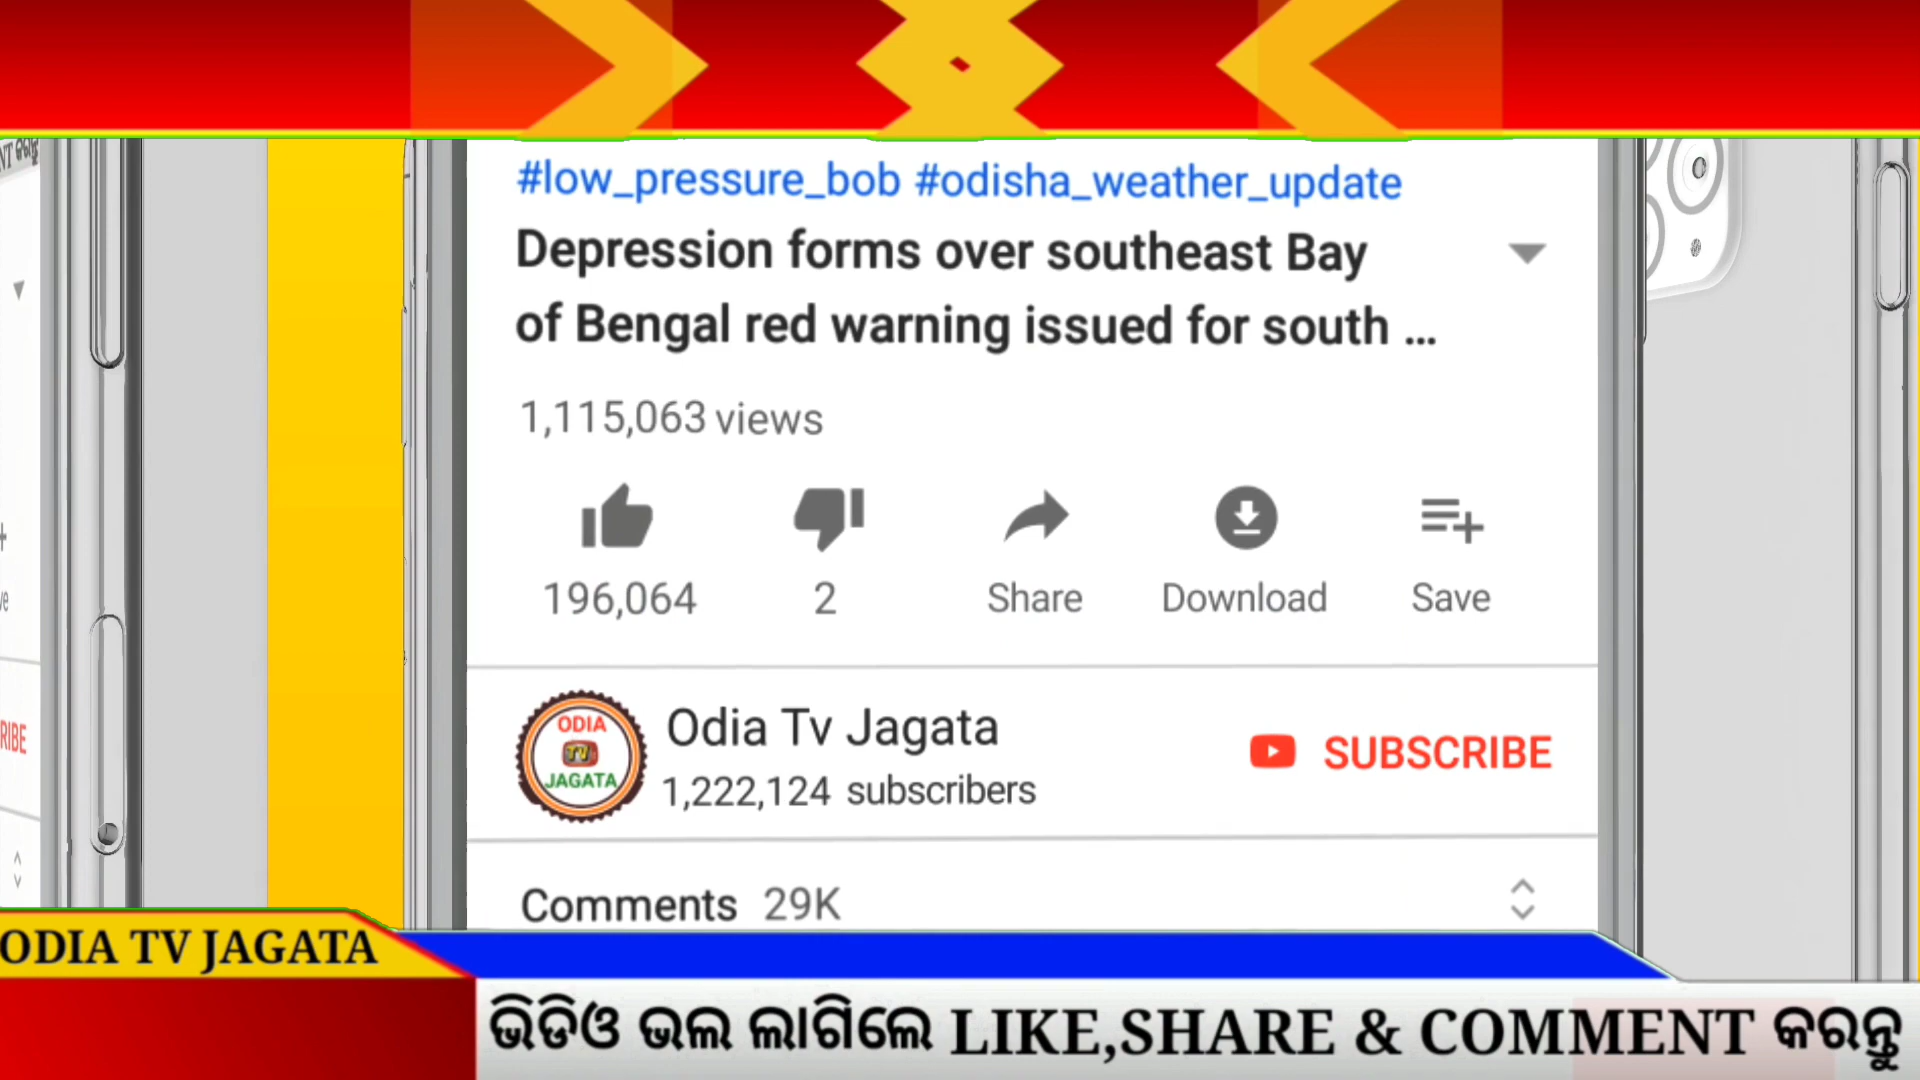 #low_pressure_bob #odisha_weather_update
Depression forms over southeast Bay
of Bengal red warning issued for south ...
1,115,063 views
196,064 2 Share Download Save
ODIA
TV
JAGATA
Odia Tv Jagata
1,222,124 subscribers
SUBSCRIBE
Comments 29K
ODIA TV JAGATA
ଭିଡିଓ ଭଲ ଲାଗିଲେ LIKE,SHARE & COMMENT କରନ୍ତୁ